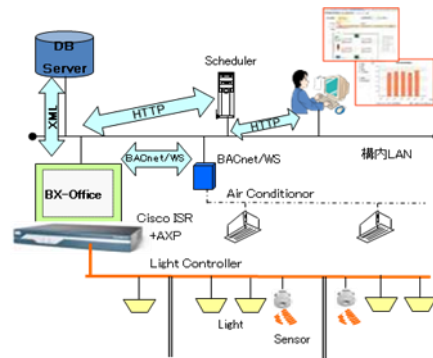 DB
Server
Scheduler
XML
HTTP
HTTP
BACnet/WS
BACnet/WS
構内LAN
BX-Office
Air Conditionor
Cisco ISR
+AXP
Light Controller
Light
Sensor